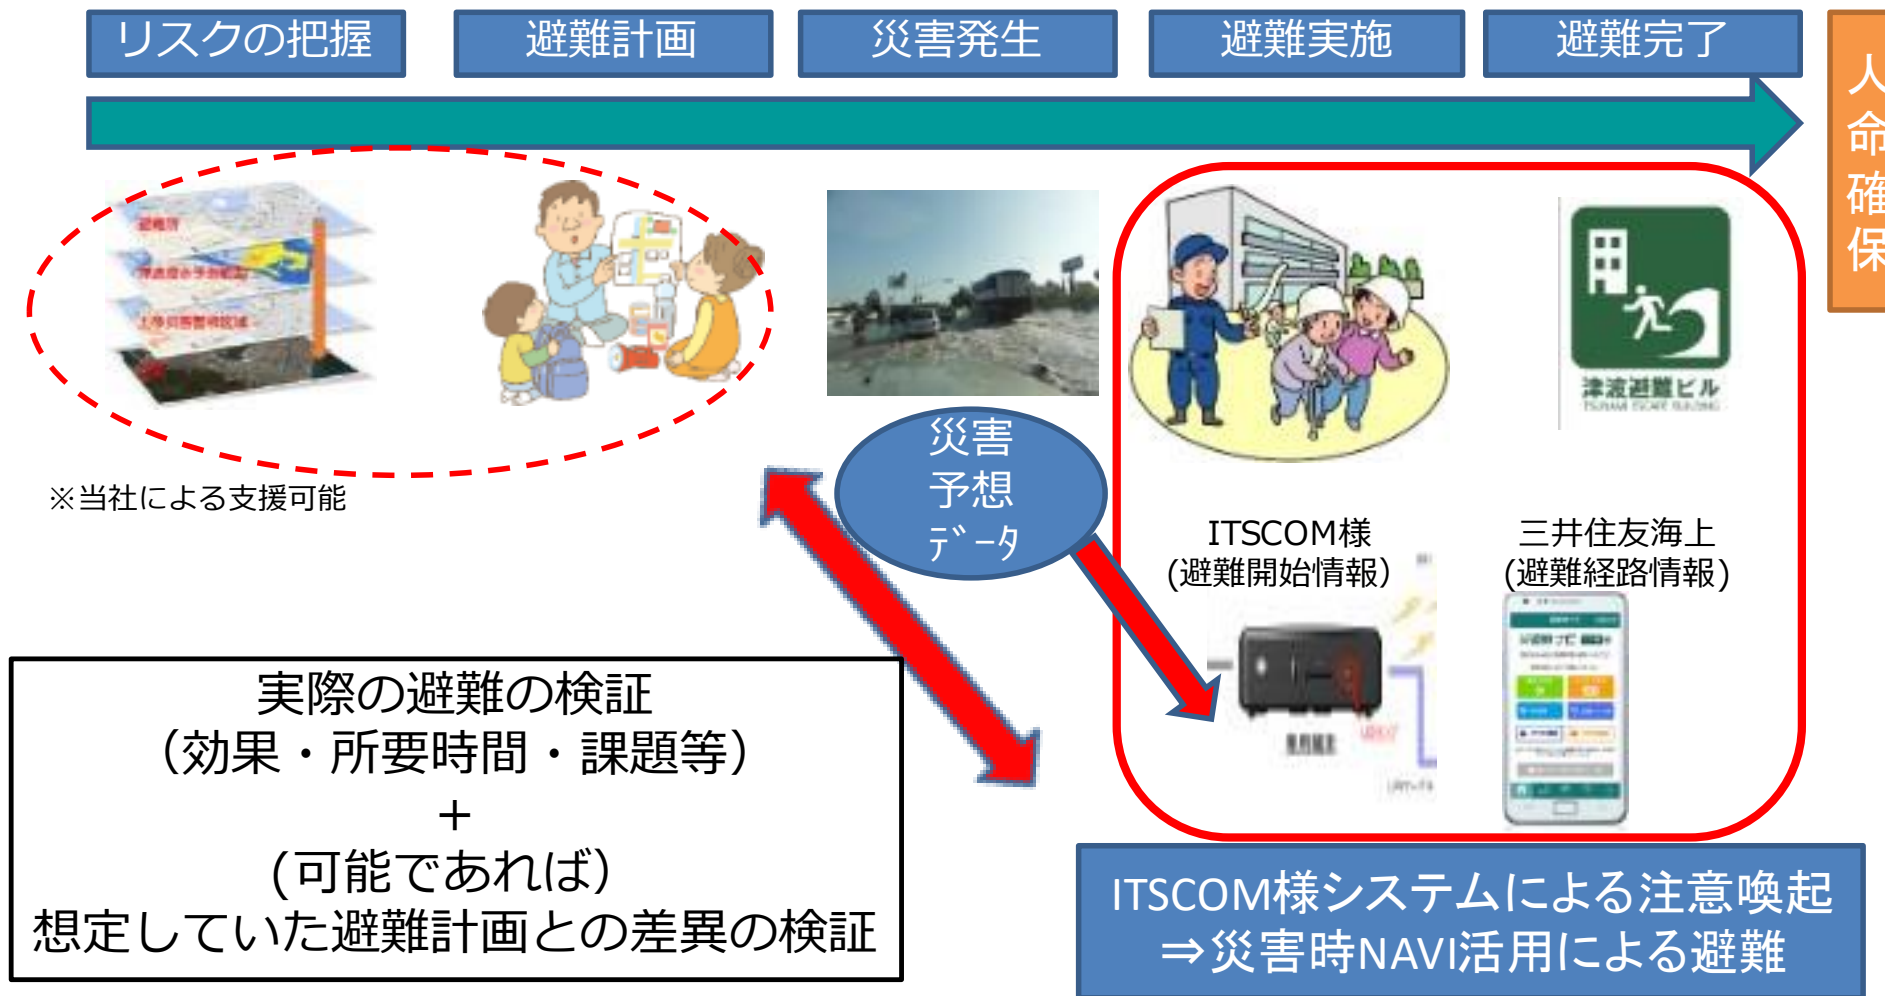 リスクの把握
避難計画
災害発生
避難実施
避難完了
人
命
確
保
避難所
津波避難ビル
TSUNAMI ESCAPE BUILDING
※当社による支援可能
災害
予想
ﾃﾞｰﾀ
ITSCOM様
(避難開始情報）
三井住友海上
(避難経路情報)
実際の避難の検証
（効果・所要時間・課題等）
＋
(可能であれば）
想定していた避難計画との差異の検証
ITSCOM様システムによる注意喚起
⇒災害時NAVI活用による避難